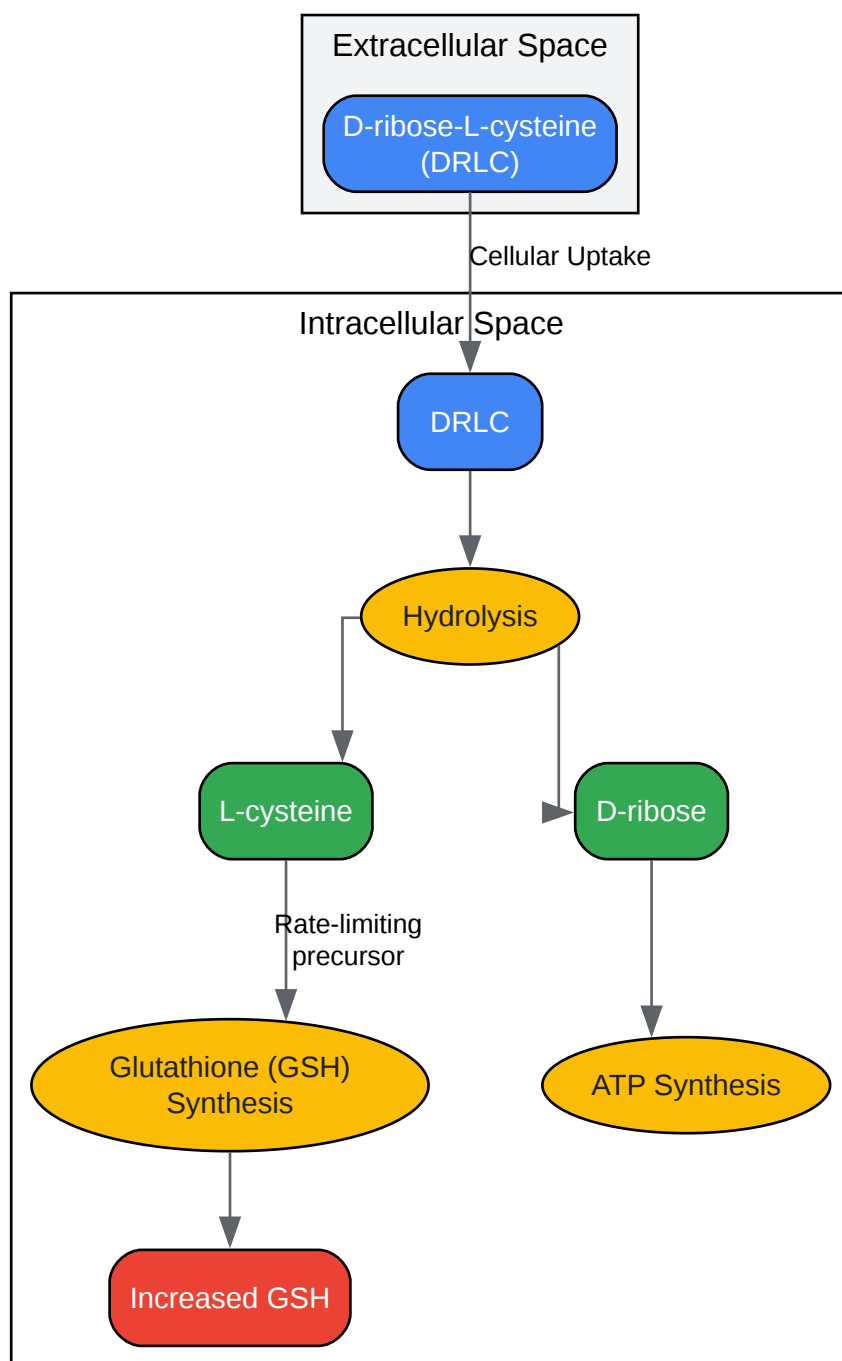 Extracellular Space
D-ribose-L-cysteine
(DRLC)
Cellular Uptake
Intracellular Space
DRLC
Hydrolysis
L-cysteine
D-ribose
Rate-limiting
precursor
Glutathione (GSH)
Synthesis
ATP Synthesis
Increased GSH